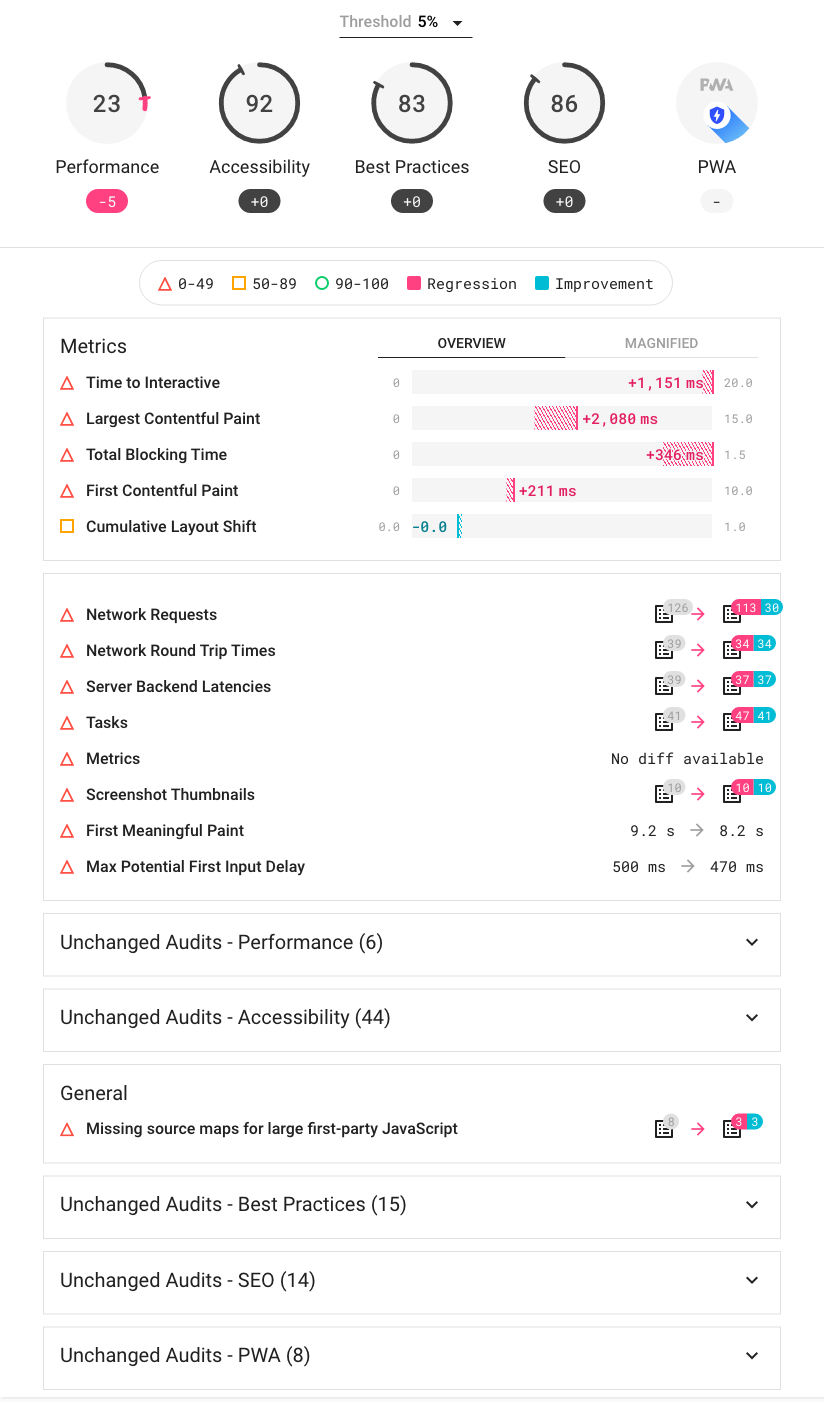 Threshold 5%
23 92 83 86 PWA
Performance Accessibility Best Practices SEO PWA
-5 +0 +0 +0 -
0-49 50-89 90-100 Regression Improvement
Metrics OVERVIEW MAGNIFIED
Time to Interactive 0 +1,151 ms 20.0
Largest Contentful Paint 0 +2,080 ms 15.0
Total Blocking Time 0 +346 ms 1.5
First Contentful Paint 0 +211 ms 10.0
Cumulative Layout Shift 0.0 -0.0 1.0
Network Requests 126 113 30
Network Round Trip Times 39 34 34
Server Backend Latencies 39 37 37
Tasks 41 47 41
Metrics No diff available
Screenshot Thumbnails 10 10 10
First Meaningful Paint 9.2 s → 8.2 s
Max Potential First Input Delay 500 ms → 470 ms
Unchanged Audits - Performance (6)
Unchanged Audits - Accessibility (44)
General
Missing source maps for large first-party JavaScript 8 3 3
Unchanged Audits - Best Practices (15)
Unchanged Audits - SEO (14)
Unchanged Audits - PWA (8)